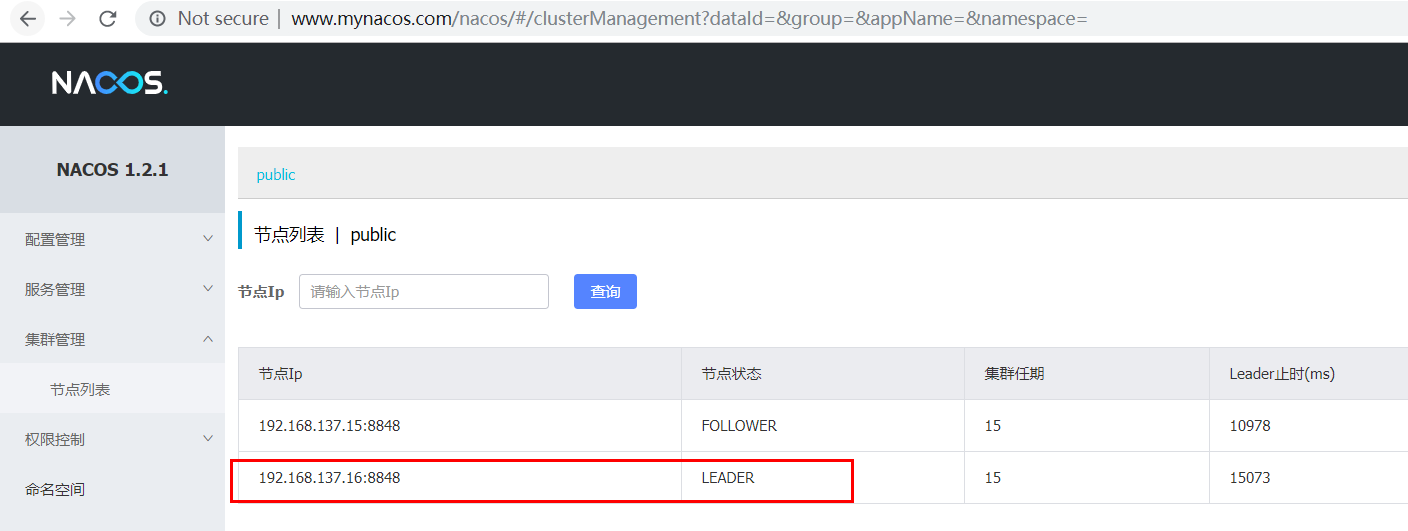 Not secure | www.mynacos.com/nacos/#/clusterManagement?dataId=&group=&appName=&namespace=
NACOS.
NACOS 1.2.1
配置管理
服务管理
集群管理
节点列表
权限控制
命名空间
public
节点列表 | public
节点Ip 请输入节点Ip 查询
节点Ip 节点状态 集群任期 Leader止时(ms)
192.168.137.15:8848 FOLLOWER 15 10978
192.168.137.16:8848 LEADER 15 15073